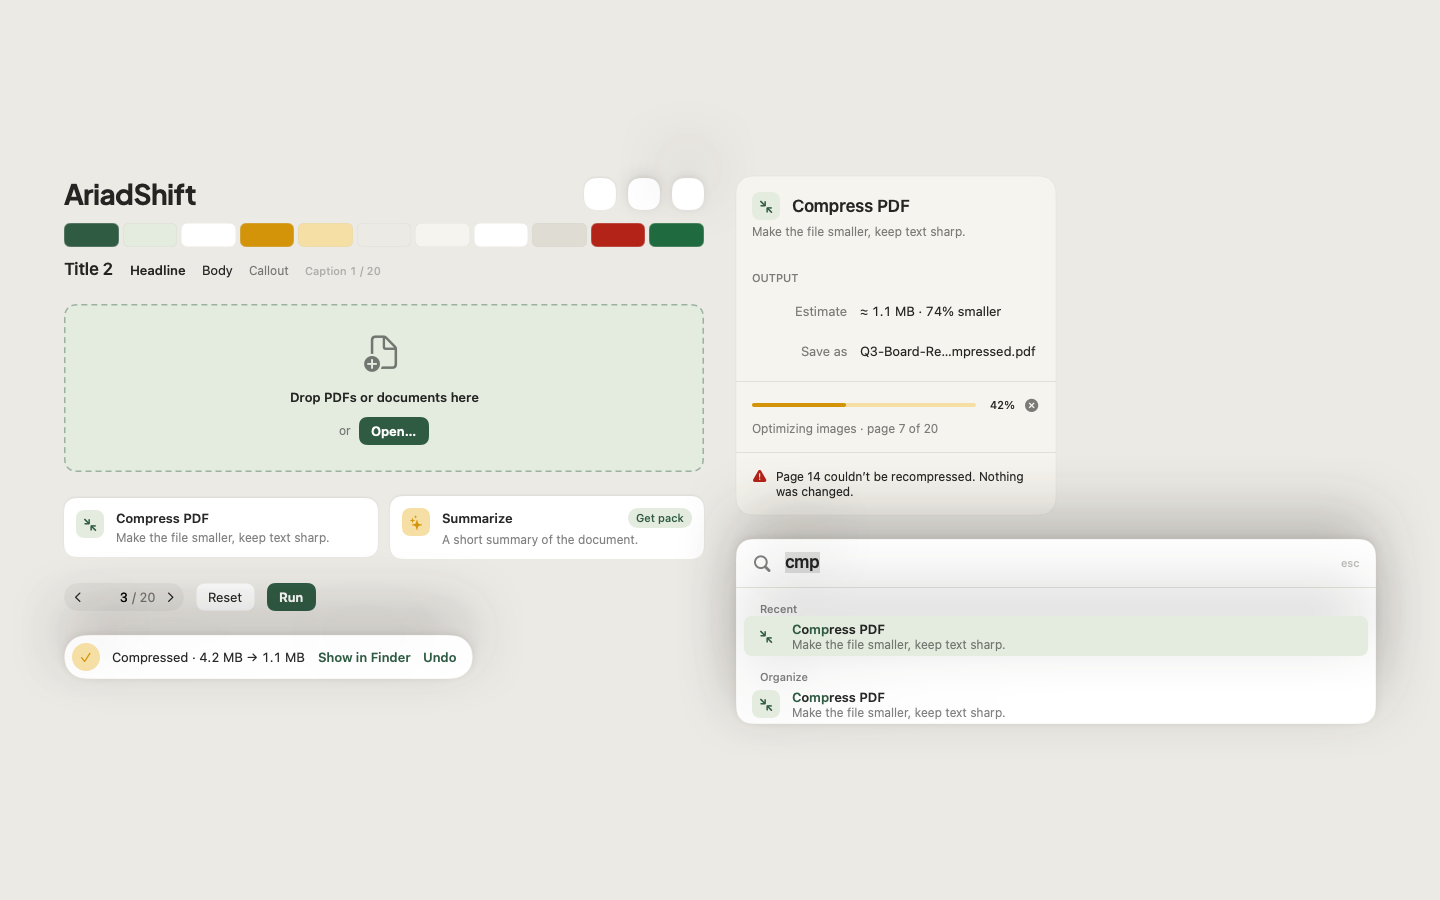 AriadShift
Title 2 Headline Body Callout Caption 1 / 20
Drop PDFs or documents here
or Open…
Compress PDF
Make the file smaller, keep text sharp.
Summarize
Get pack
A short summary of the document.
3 / 20 Reset Run
Compressed · 4.2 MB → 1.1 MB Show in Finder Undo
Compress PDF
Make the file smaller, keep text sharp.
OUTPUT
Estimate ≈ 1.1 MB · 74% smaller
Save as Q3-Board-Re…mpressed.pdf
42%
Optimizing images · page 7 of 20
Page 14 couldn’t be recompressed. Nothing
was changed.
cmp esc
Recent
Compress PDF
Make the file smaller, keep text sharp.
Organize
Compress PDF
Make the file smaller, keep text sharp.